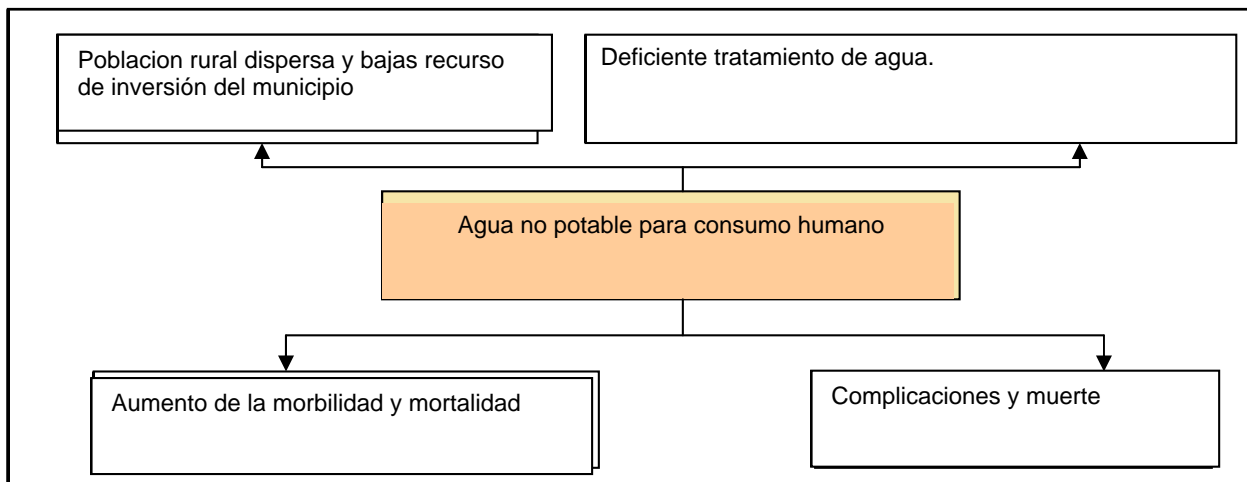 Poblacion rural dispersa y bajas recurso
de inversión del municipio
Deficiente tratamiento de agua.
Agua no potable para consumo humano
Aumento de la morbilidad y mortalidad
Complicaciones y muerte